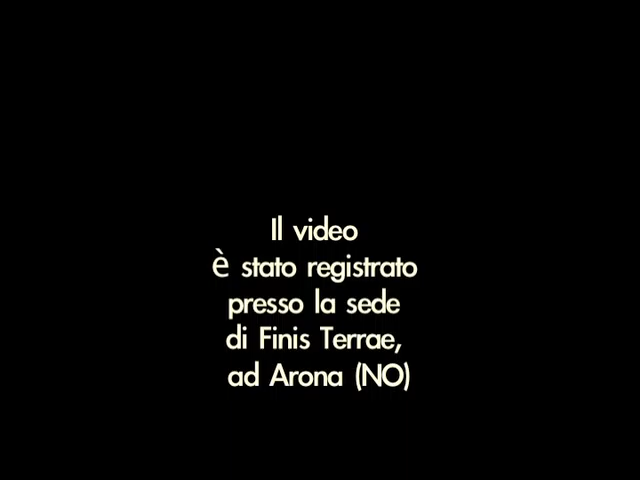 Il video
è stato registrato
presso la sede
di Finis Terrae,
ad Arona (NO)